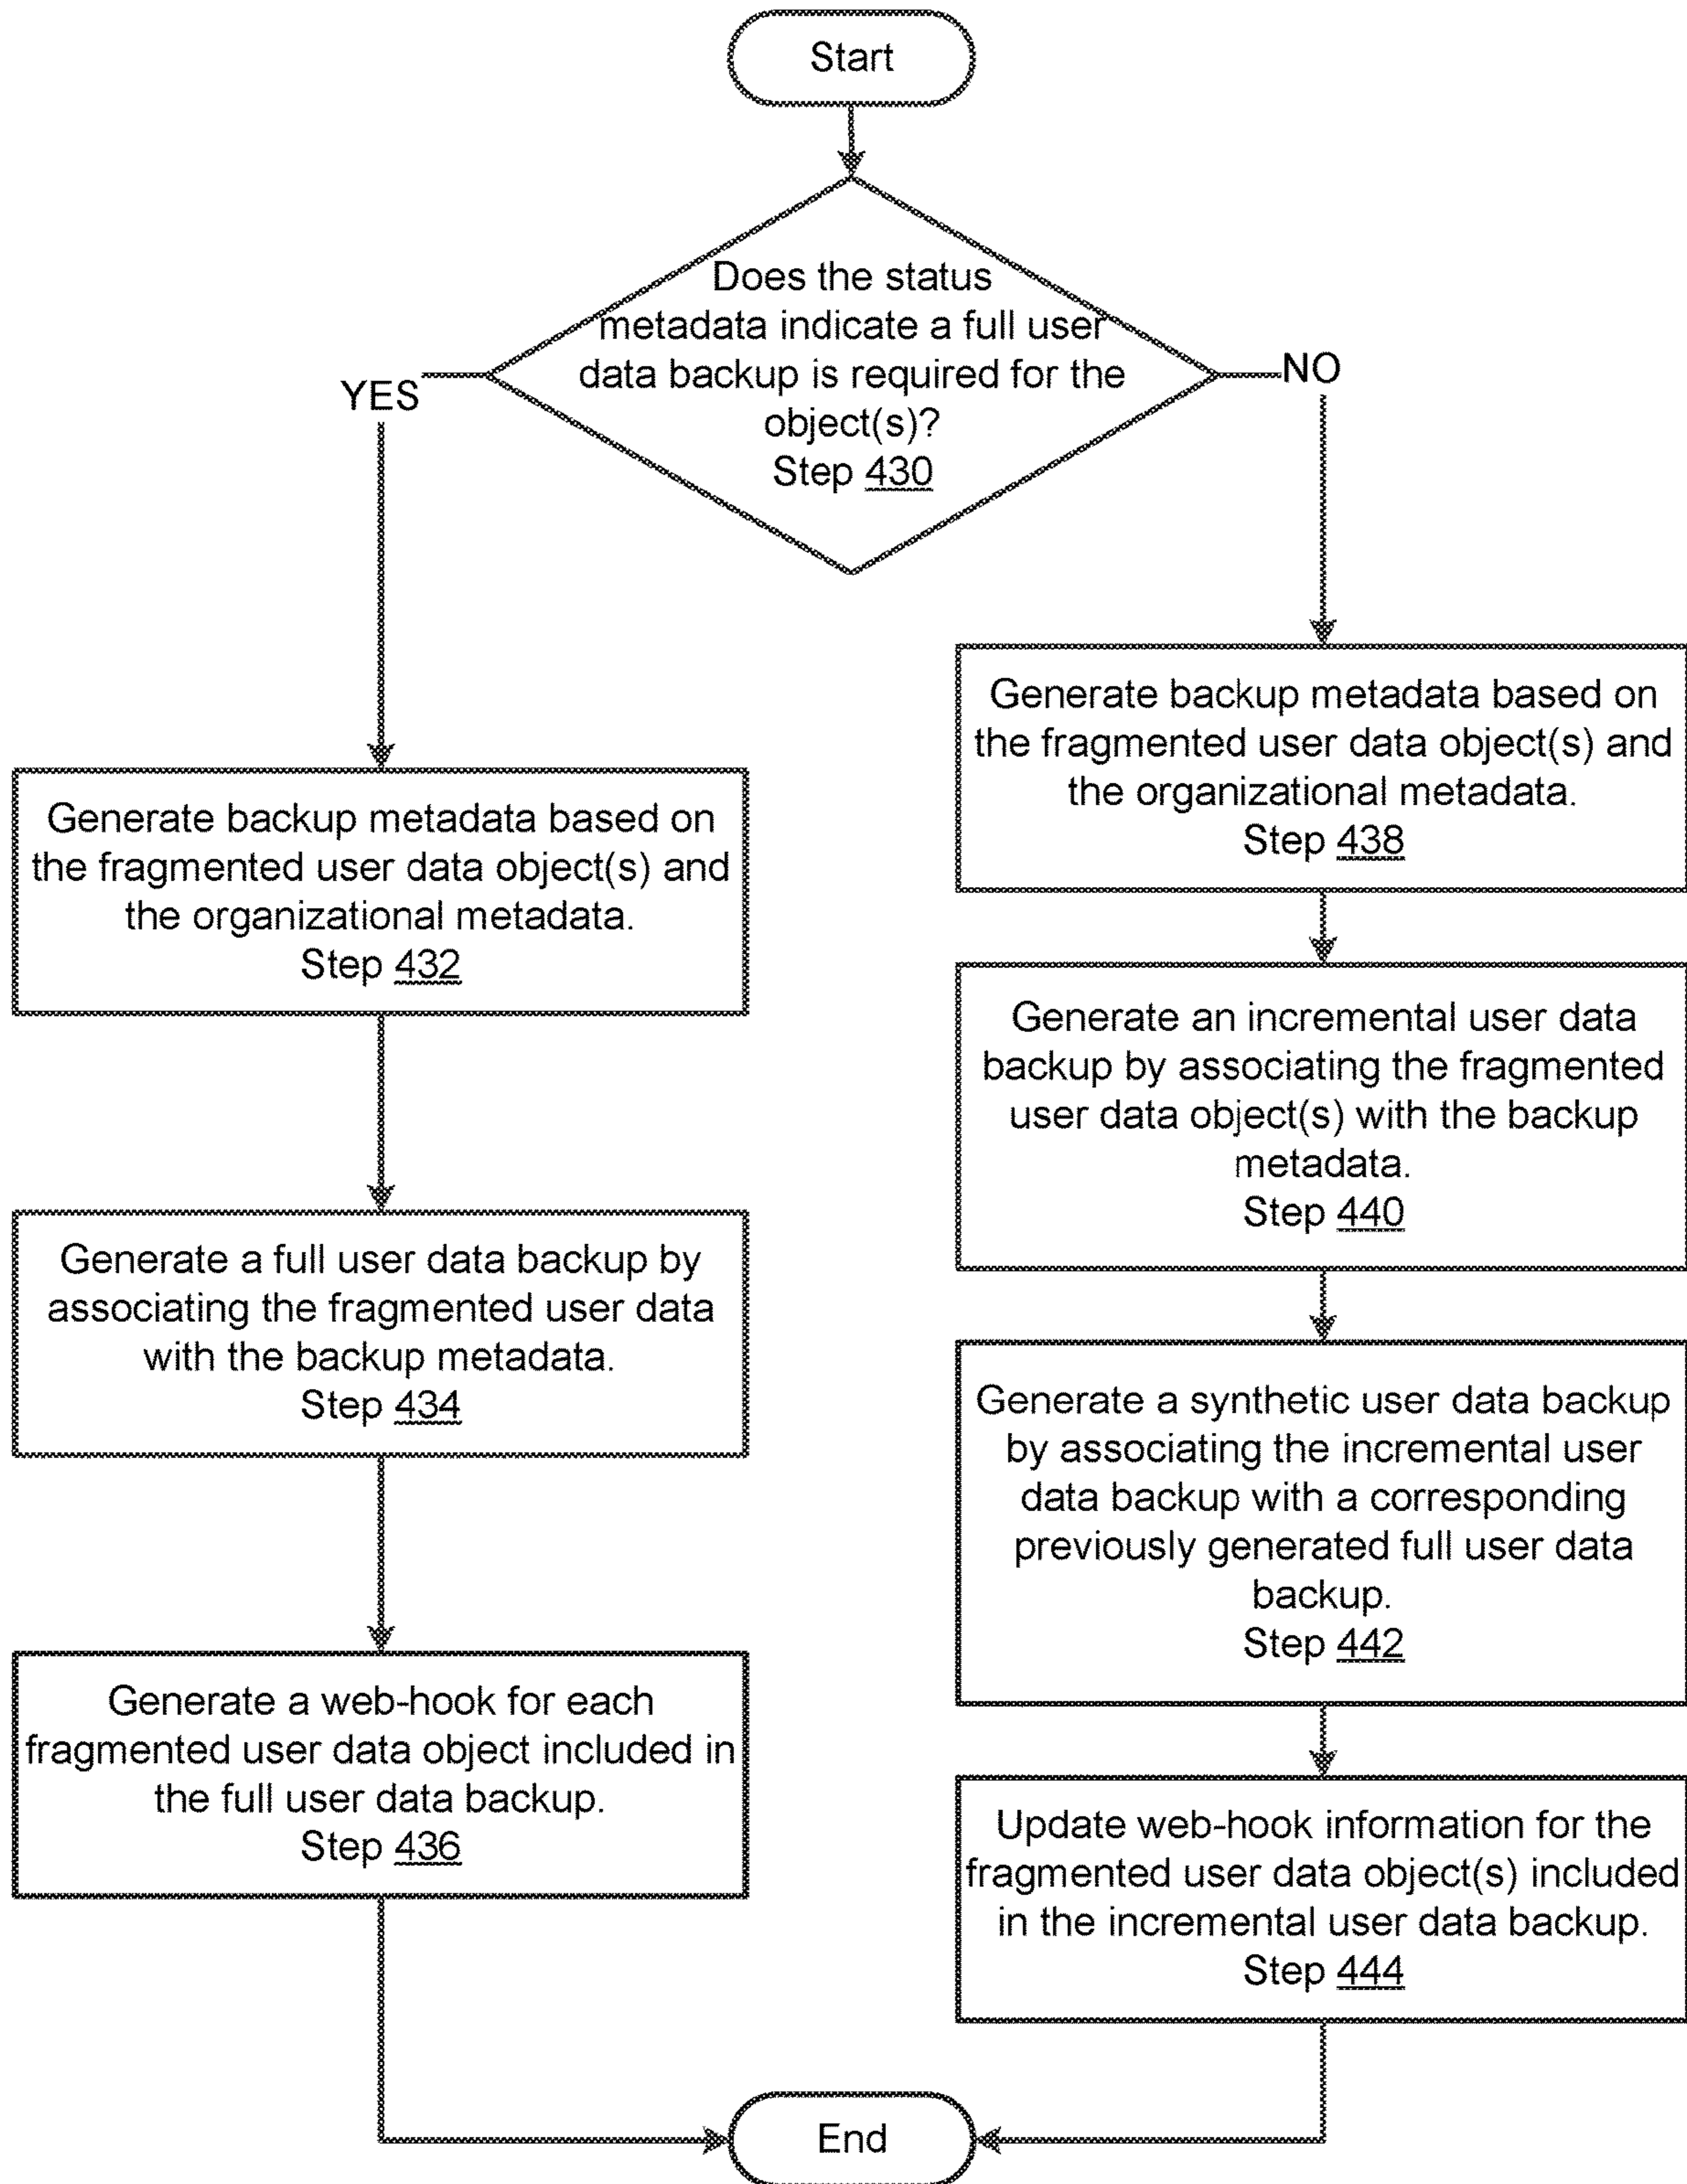 Start
Does the status
metadata indicate a full user
data backup is required for the
object(s)?
Step 430
YES
NO
Generate backup metadata based on
the fragmented user data object(s) and
the organizational metadata.
Step 432
Generate a full user data backup by
associating the fragmented user data
with the backup metadata.
Step 434
Generate a web-hook for each
fragmented user data object included in
the full user data backup.
Step 436
Generate backup metadata based on
the fragmented user data object(s) and
the organizational metadata.
Step 438
Generate an incremental user data
backup by associating the fragmented
user data object(s) with the backup
metadata.
Step 440
Generate a synthetic user data backup
by associating the incremental user
data backup with a corresponding
previously generated full user data
backup.
Step 442
Update web-hook information for the
fragmented user data object(s) included
in the incremental user data backup.
Step 444
End